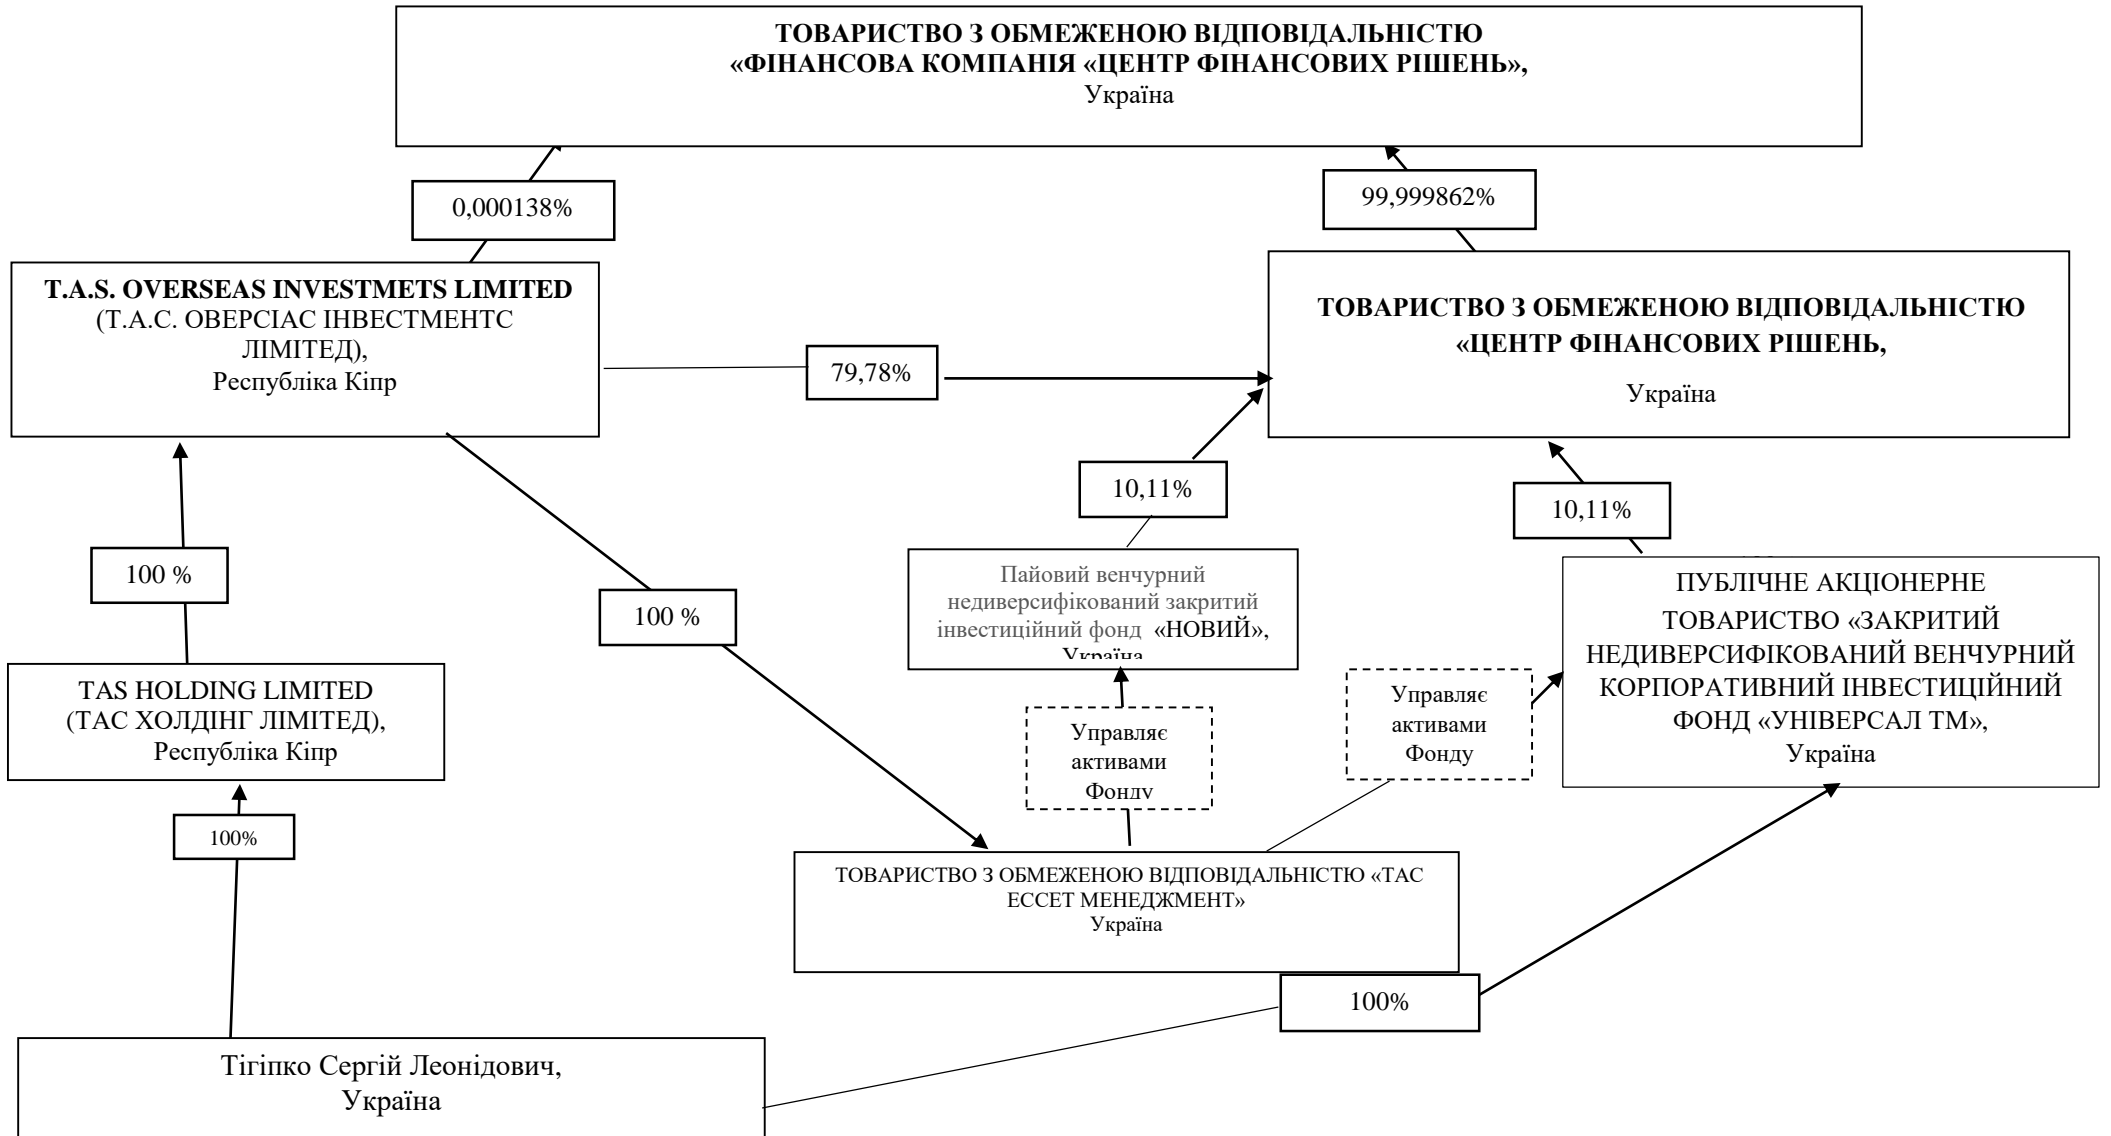 ТОВАРИСТВО З ОБМЕЖЕНОЮ ВІДПОВІДАЛЬНІСТЮ
«ФІНАНСОВА КОМПАНІЯ «ЦЕНТР ФІНАНСОВИХ РІШЕНЬ»,
Україна
0,000138%
99,999862%
T.A.S. OVERSEAS INVESTMETS LIMITED
(Т.А.С. ОВЕРСІАС ІНВЕСТМЕНТС
ЛІМІТЕД),
Республіка Кіпр
79,78%
ТОВАРИСТВО З ОБМЕЖЕНОЮ ВІДПОВІДАЛЬНІСТЮ
«ЦЕНТР ФІНАНСОВИХ РІШЕНЬ,
Україна
10,11%
10,11%
100 %
100 %
Пайовий венчурний
недиверсифікований закритий
інвестиційний фонд «НОВИЙ»,
Україна
ПУБЛІЧНЕ АКЦІОНЕРНЕ
ТОВАРИСТВО «ЗАКРИТИЙ
НЕДИВЕРСИФІКОВАНИЙ ВЕНЧУРНИЙ
КОРПОРАТИВНИЙ ІНВЕСТИЦІЙНИЙ
ФОНД «УНІВЕРСАЛ ТМ»,
Україна
TAS HOLDING LIMITED
(ТАС ХОЛДІНГ ЛІМІТЕД),
Республіка Кіпр
Управляє
активами
Фонду
Управляє
активами
Фонду
100%
ТОВАРИСТВО З ОБМЕЖЕНОЮ ВІДПОВІДАЛЬНІСТЮ «ТАС
ЕССЕТ МЕНЕДЖМЕНТ»
Україна
100%
Тігіпко Сергій Леонідович,
Україна